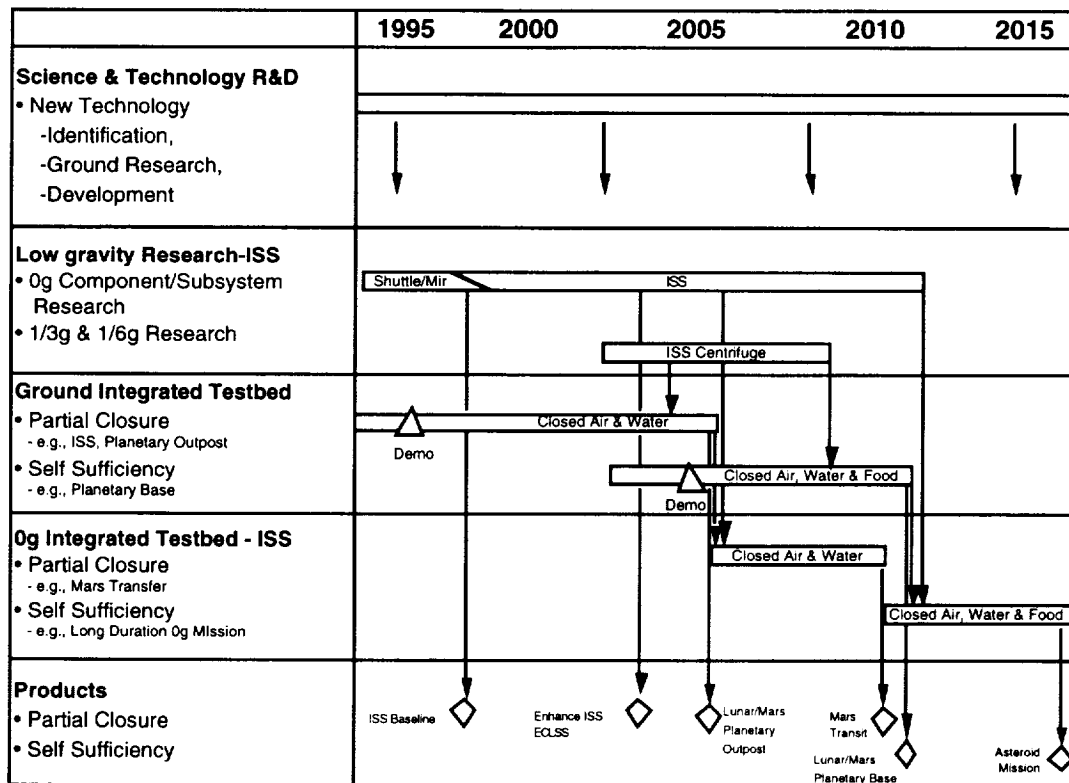 1995 2000 2005 2010 2015
Science & Technology R&D
• New Technology
-Identification,
-Ground Research,
-Development
Low gravity Research-ISS
• 0g Component/Subsystem
Research
• 1/3g & 1/6g Research
Shuttle/Mir ISS
ISS Centrifuge
Ground Integrated Testbed
• Partial Closure
- e.g., ISS, Planetary Outpost
• Self Sufficiency
- e.g., Planetary Base
Closed Air & Water
Demo
Closed Air, Water & Food
Demo
0g Integrated Testbed - ISS
• Partial Closure
- e.g., Mars Transfer
• Self Sufficiency
- e.g., Long Duration 0g MIssion
Closed Air & Water
Closed Air, Water & Food
Products
• Partial Closure
• Self Sufficiency
ISS Baseline
Enhance ISS
ECLSS
Lunar/Mars
Planetary
Outpost
Mars
Transit
Lunar/Mars
Planetary Base
Asteroid
Mission